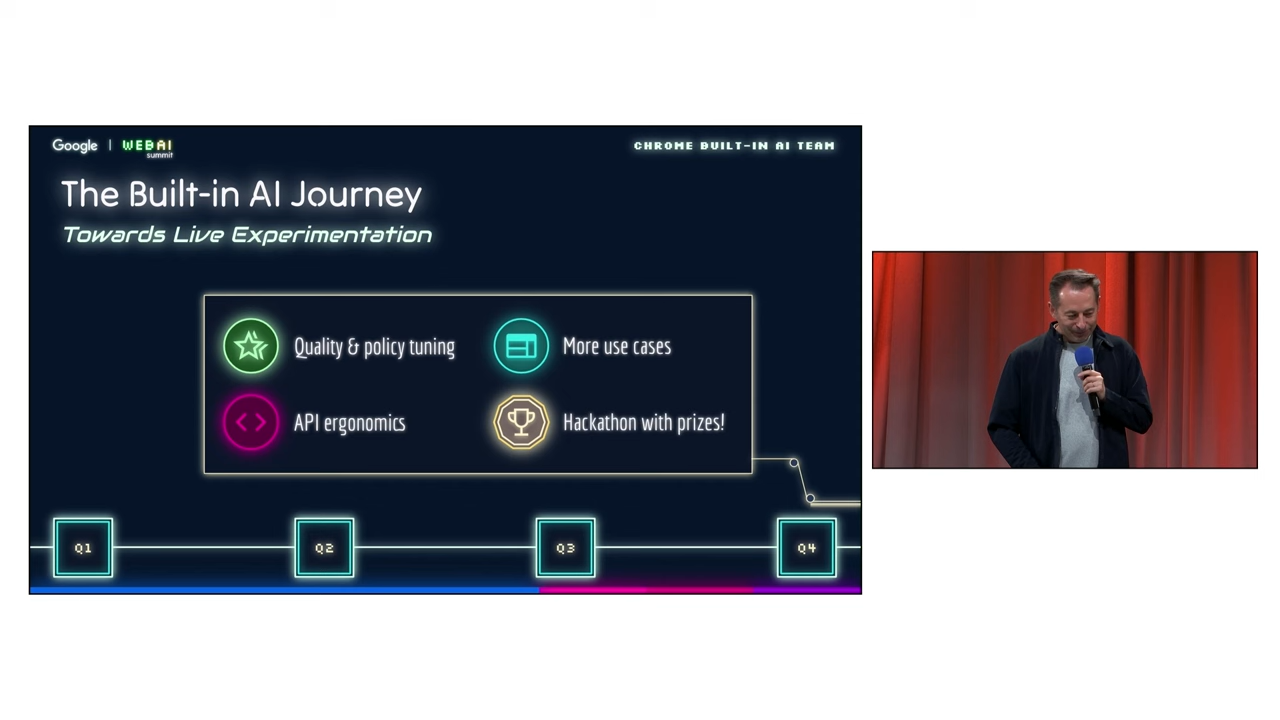 Google | WEBAI
summit
CHROME BUILT-IN AI TEAM
The Built-in AI Journey
Towards Live Experimentation
Quality & policy tuning
More use cases
API ergonomics
Hackathon with prizes!
Q1
Q2
Q3
Q4